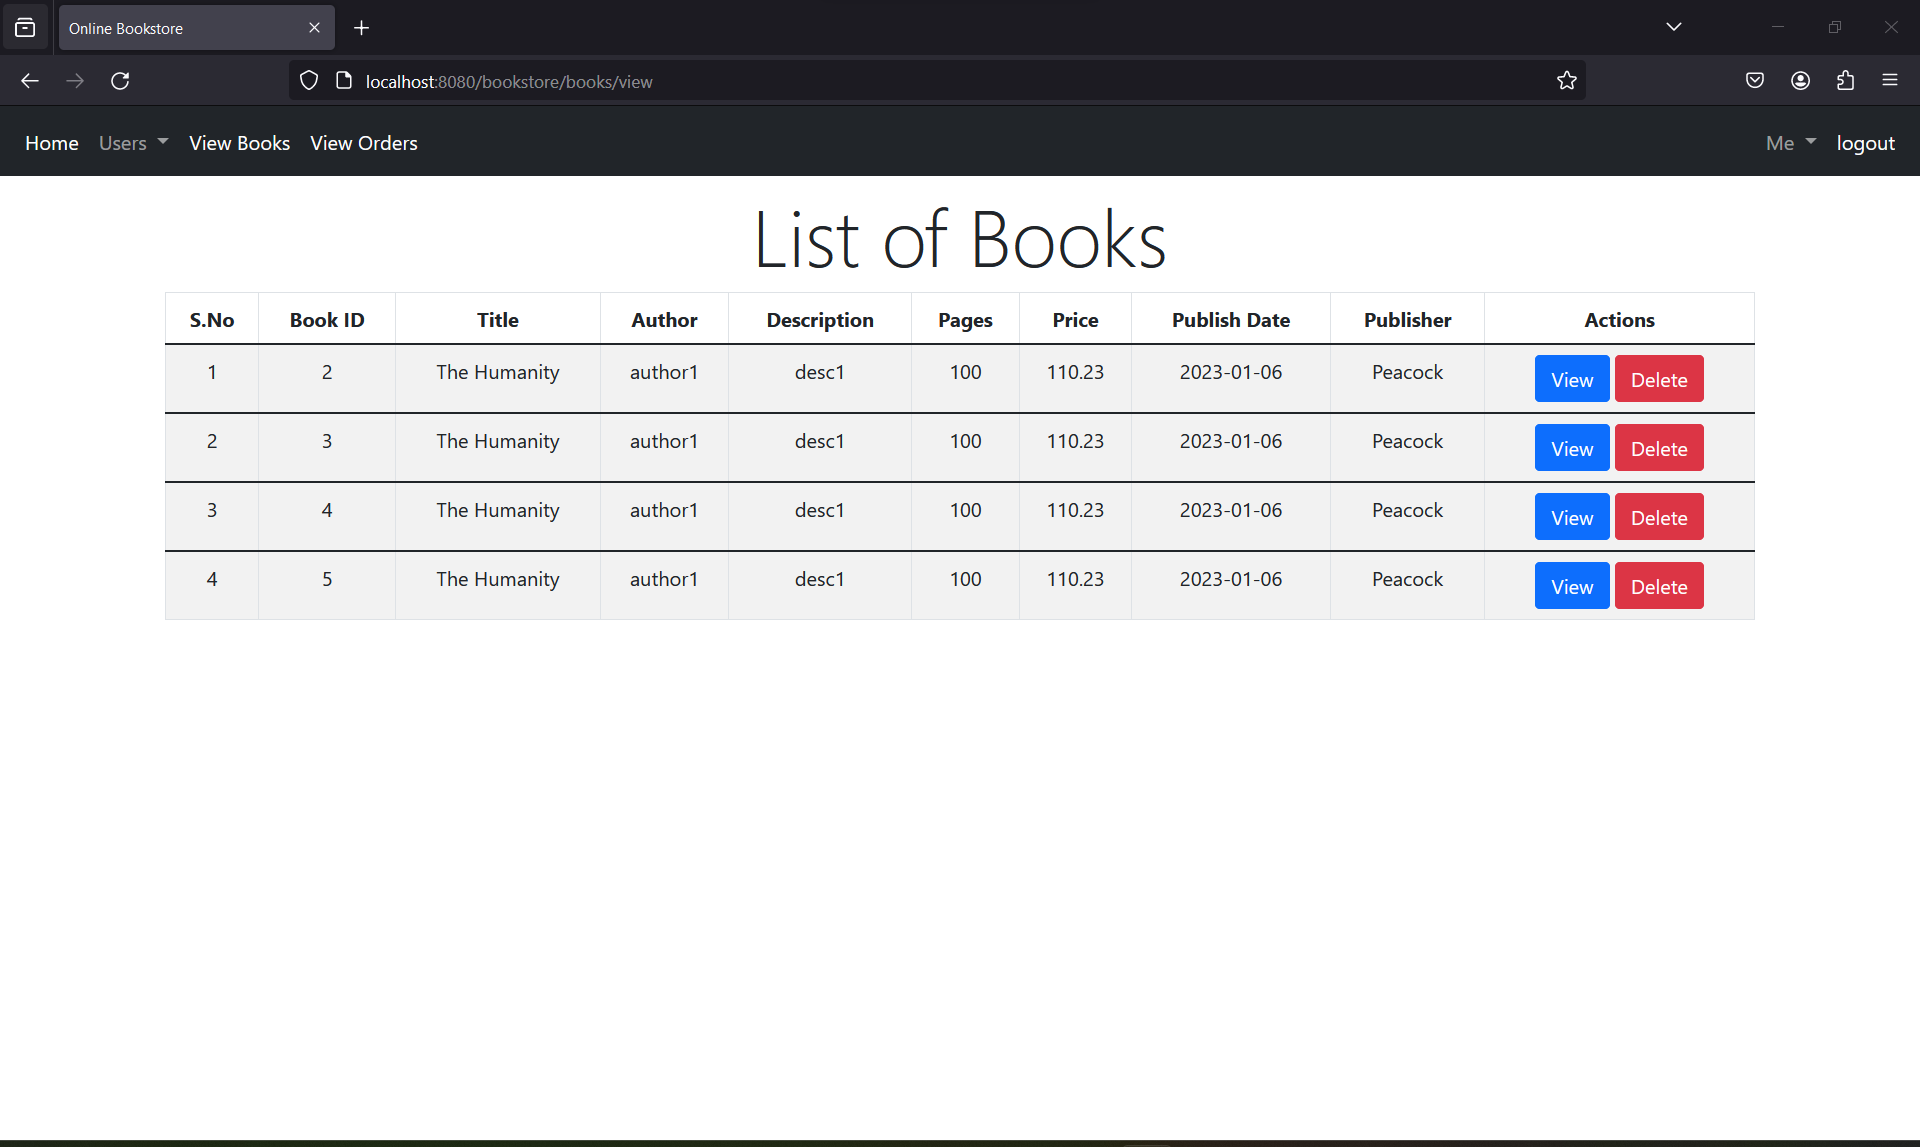 Online Bookstore
localhost:8080/bookstore/books/view
Home Users View Books View Orders Me logout
List of Books
S.No Book ID Title Author Description Pages Price Publish Date Publisher Actions
1 2 The Humanity author1 desc1 100 110.23 2023-01-06 Peacock View Delete
2 3 The Humanity author1 desc1 100 110.23 2023-01-06 Peacock View Delete
3 4 The Humanity author1 desc1 100 110.23 2023-01-06 Peacock View Delete
4 5 The Humanity author1 desc1 100 110.23 2023-01-06 Peacock View Delete